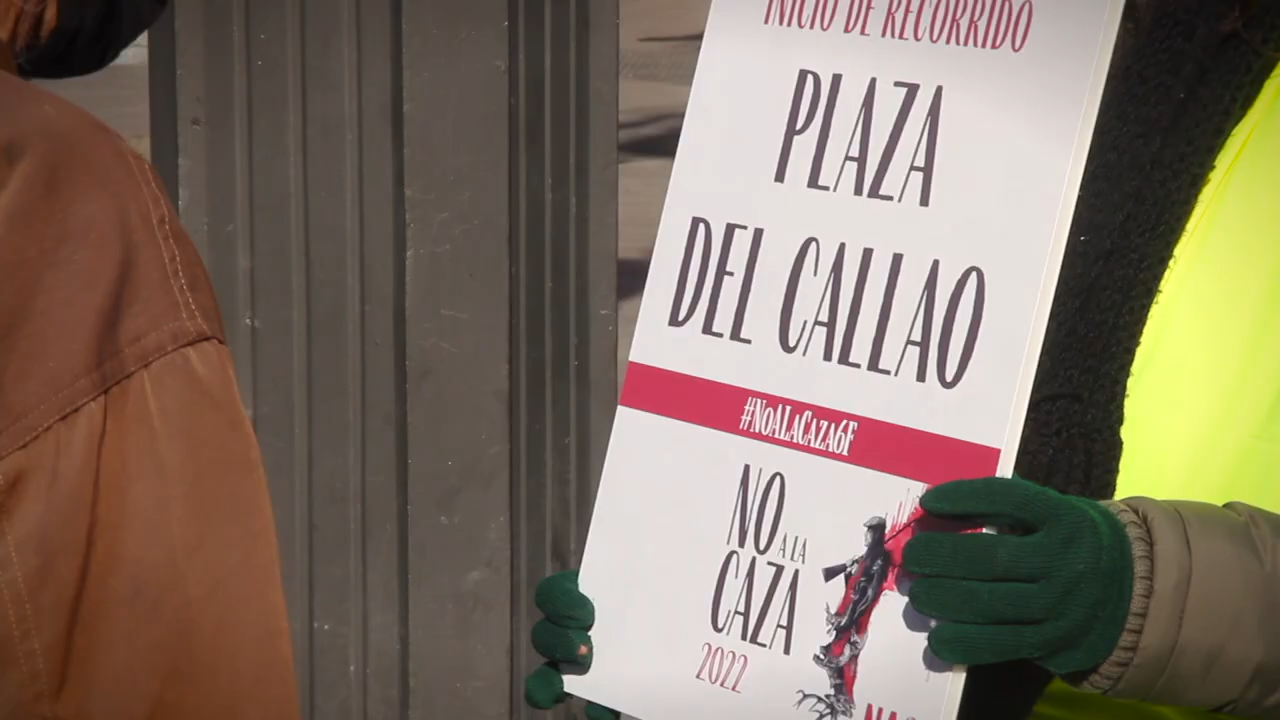 INICIO DE RECORRIDO
PLAZA
DEL CALLAO
#NoALaCaza6F
NO
A LA
CAZA
2022